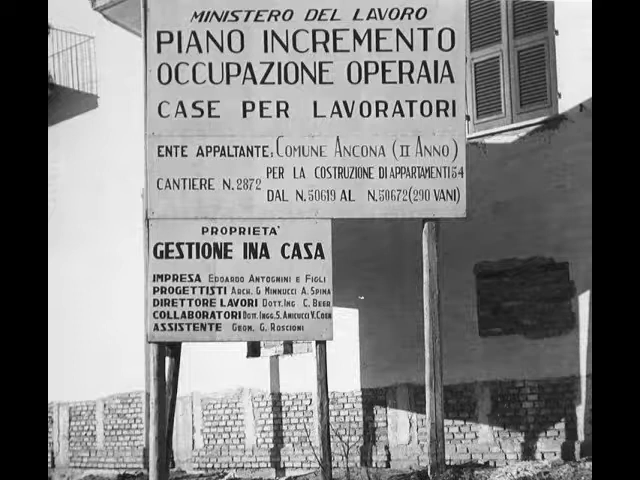 MINISTERO DEL LAVORO
PIANO INCREMENTO
OCCUPAZIONE OPERAIA
CASE PER LAVORATORI
ENTE APPALTANTE: COMUNE ANCONA (II ANNO)
CANTIERE N. 2872
PER LA COSTRUZIONE DI APPARTAMENTI 54
DAL N. 50619 AL N. 50672 (290 VANI)
PROPRIETA'
GESTIONE INA CASA
IMPRESA EDOARDO ANTOGNINI E FIGLI
PROGETTISTI ARCH. G MINNUCCI A. SPINA
DIRETTORE LAVORI DOTT. ING C. BEER
COLLABORATORI DOTT. INGG. S. ANICUCCI V. COEN
ASSISTENTE GEOM. G. ROSCIONI